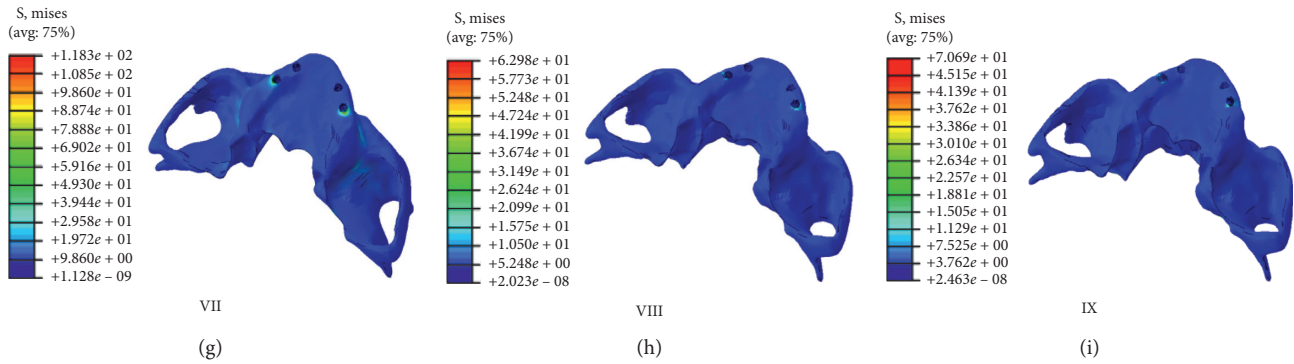 S, mises
(avg: 75%)
+1.183e + 02
+1.085e + 02
+9.860e + 01
+8.874e + 01
+7.888e + 01
+6.902e + 01
+5.916e + 01
+4.930e + 01
+3.944e + 01
+2.958e + 01
+1.972e + 01
+9.860e + 00
+1.128e – 09
VII
(g)
S, mises
(avg: 75%)
+6.298e + 01
+5.773e + 01
+5.248e + 01
+4.724e + 01
+4.199e + 01
+3.674e + 01
+3.149e + 01
+2.624e + 01
+2.099e + 01
+1.575e + 01
+1.050e + 01
+5.248e + 00
+2.023e – 08
VIII
(h)
S, mises
(avg: 75%)
+7.069e + 01
+4.515e + 01
+4.139e + 01
+3.762e + 01
+3.386e + 01
+3.010e + 01
+2.634e + 01
+2.257e + 01
+1.881e + 01
+1.505e + 01
+1.129e + 01
+7.525e + 00
+3.762e + 00
+2.463e – 08
IX
(i)